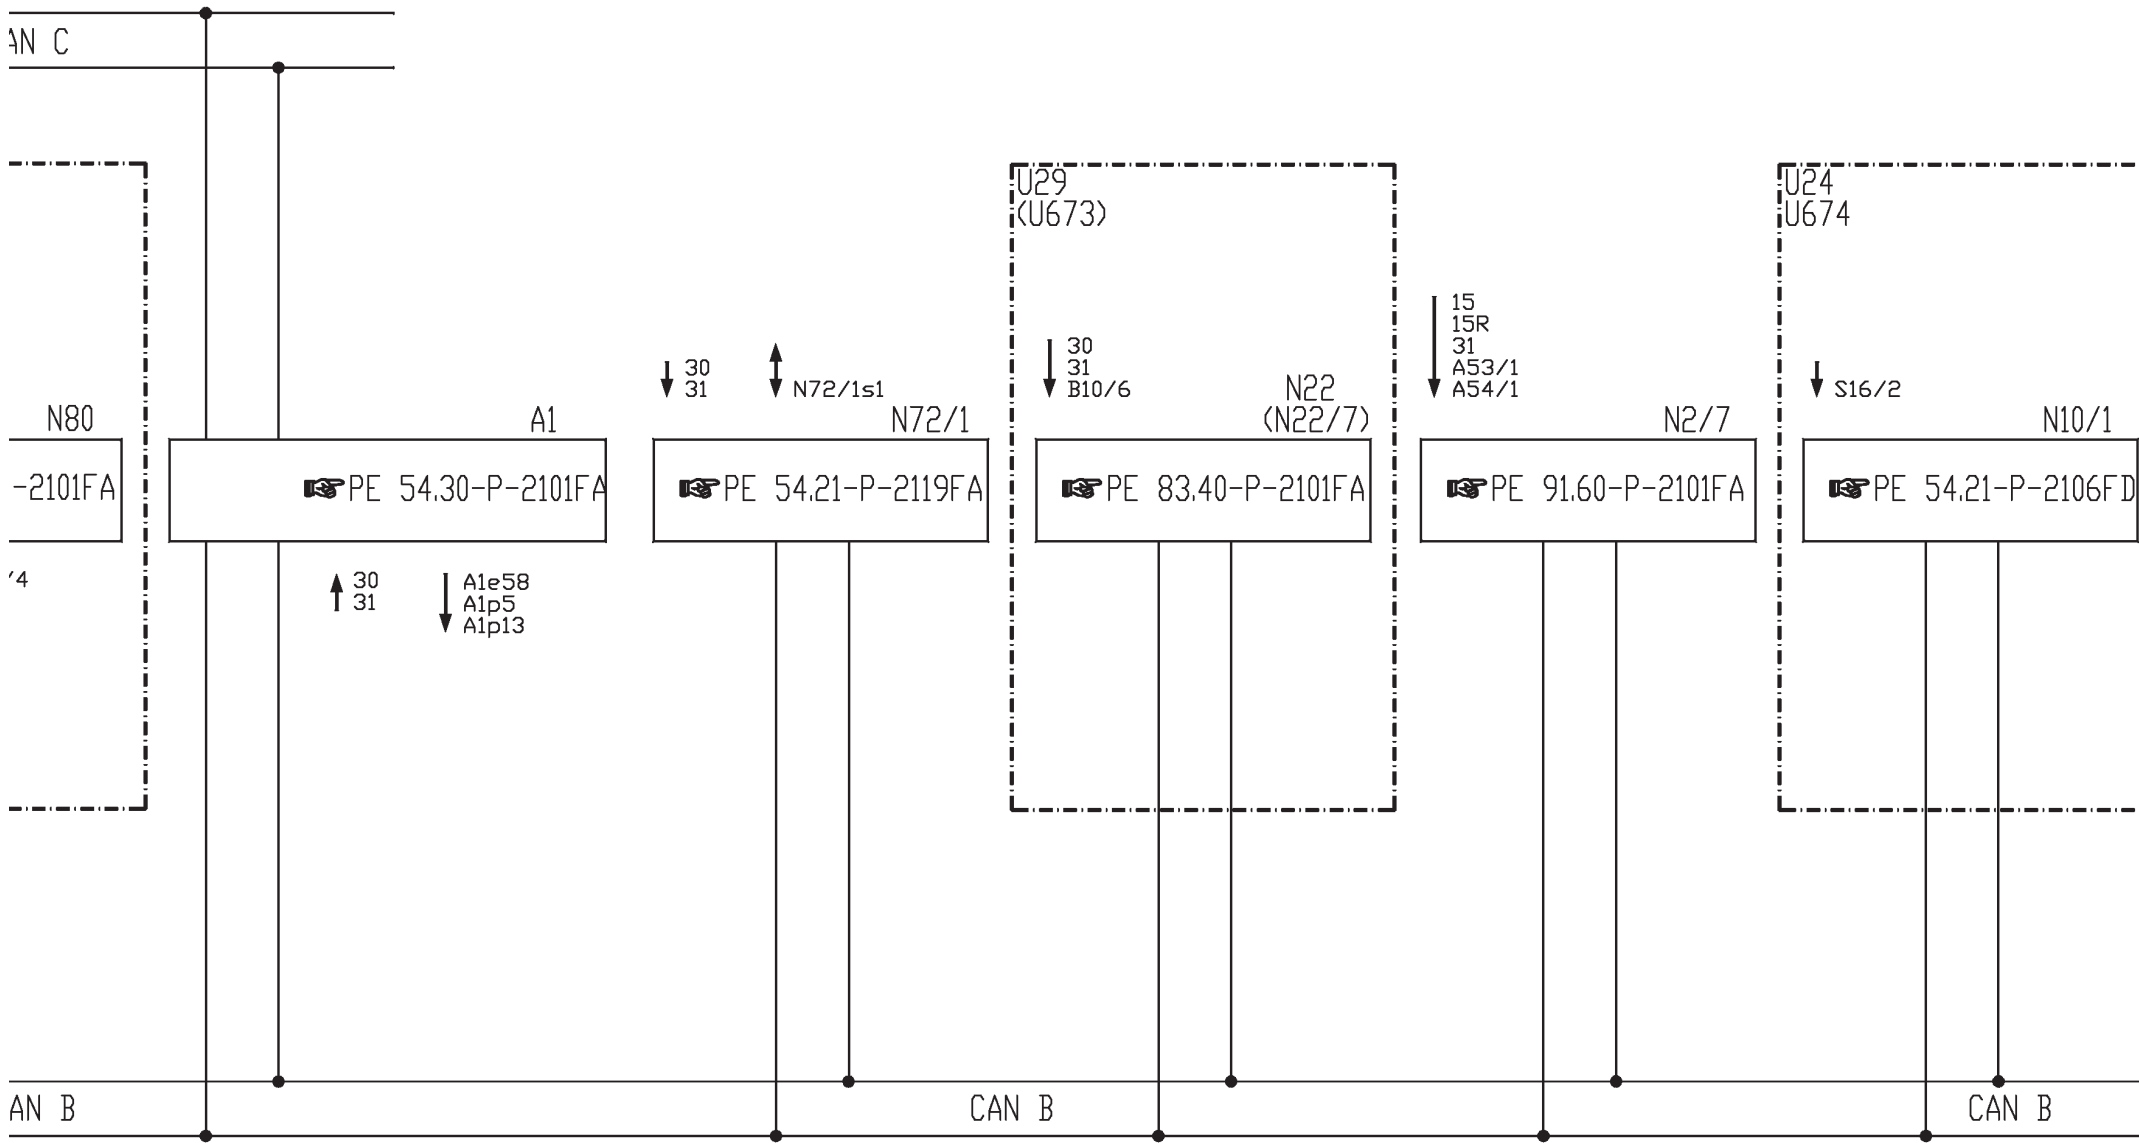 AN C
U29
(U673)
U24
U674
15
15R
31
A53/1
A54/1
30
31
B10/6
30
31
N72/1s1
S16/2
N80
A1
N72/1
N22
(N22/7)
N2/7
N10/1
-2101FA
PE 54.30-P-2101FA
PE 54.21-P-2119FA
PE 83.40-P-2101FA
PE 91.60-P-2101FA
PE 54.21-P-2106FD
/4
30
31
A1e58
A1p5
A1p13
AN B
CAN B
CAN B